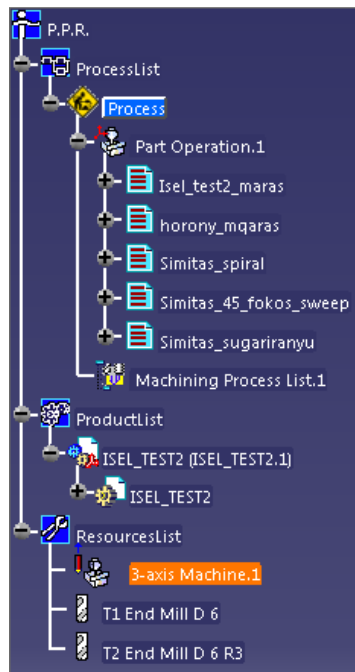 P.P.R.
ProcessList
Process
Part Operation.1
Isel_test2_maras
horony_mqaras
Simitas_spiral
Simitas_45_fokos_sweep
Simitas_sugariranyu
Machining Process List.1
ProductList
ISEL_TEST2 (ISEL_TEST2.1)
ISEL_TEST2
ResourcesList
3-axis Machine.1
T1 End Mill D 6
T2 End Mill D 6 R3